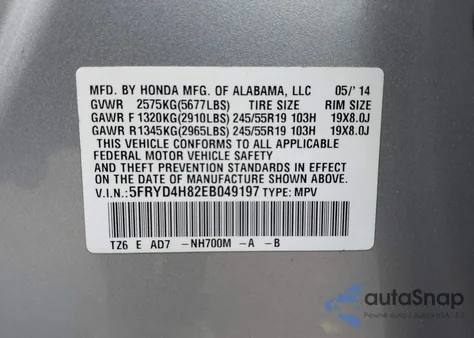 MFD. BY HONDA MFG. OF ALABAMA, LLC 05/'14
GVWR 2575KG(5677LBS) TIRE SIZE RIM SIZE
GAWR F 1320KG(2910LBS) 245/55R19 103H 19X8.0J
GAWR R1345KG(2965LBS) 245/55R19 103H 19X8.0J
THIS VEHICLE CONFORMS TO ALL APPLICABLE
FEDERAL MOTOR VEHICLE SAFETY
AND THEFT PREVENTION STANDARDS IN EFFECT
ON THE DATE OF MANUFACTURE SHOWN ABOVE.
V.I.N.: 5FRYD4H82EB049197 TYPE: MPV
TZ6 E AD7 -NH700M -A -B
autoSnap